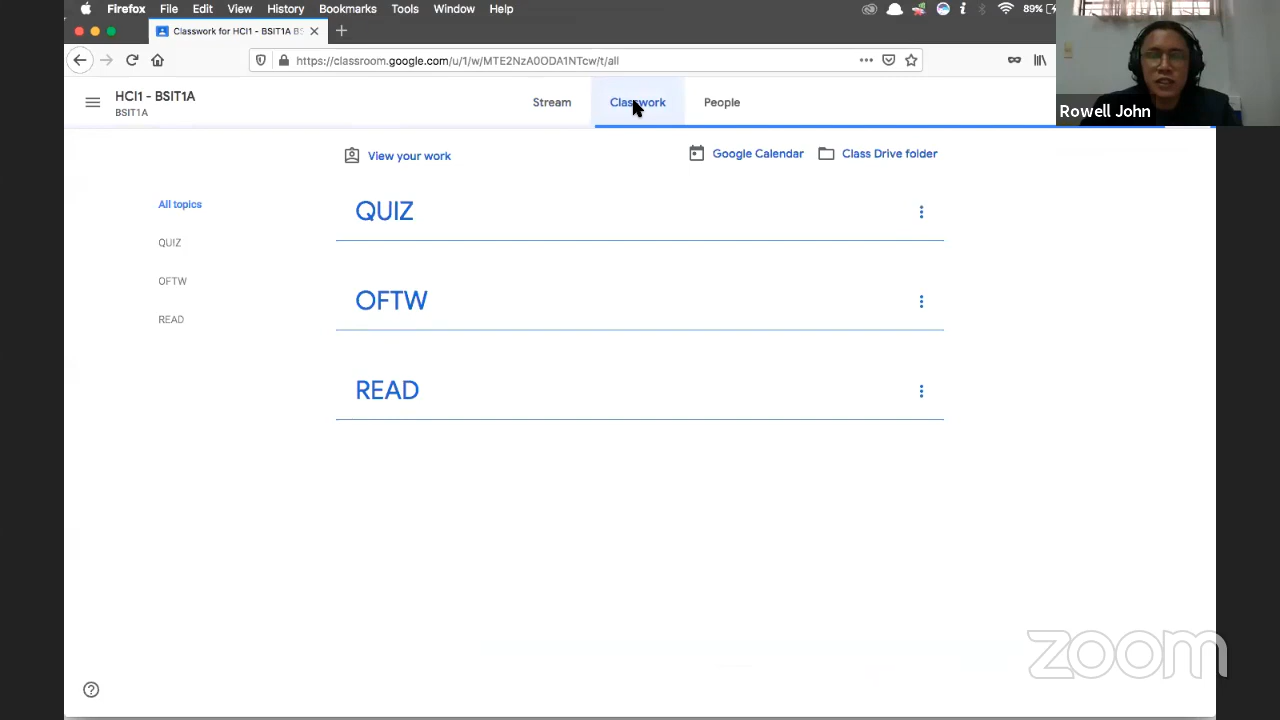 Firefox File Edit View History Bookmarks Tools Window Help 89%
Classwork for HCI1 - BSIT1A BS
https://classroom.google.com/u/1/w/MTE2NzA0ODA1NTcw/t/all
HCI1 - BSIT1A
BSIT1A
Stream Classwork People
Rowell John
View your work Google Calendar Class Drive folder
All topics
QUIZ
OFTW
READ
QUIZ
OFTW
READ
zoom